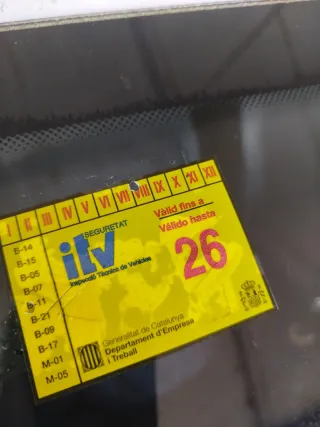 I II III IV V VI VII VIII IX X XI XII
SEGURETAT
itv
Inspecció Tècnica de Vehicles
Vàlid fins a
Válido hasta
26
B-14
B-15
B-05
B-07
B-11
B-21
B-09
B-17
M-01
M-05
Generalitat de Catalunya
Departament d'Empresa
i Treball